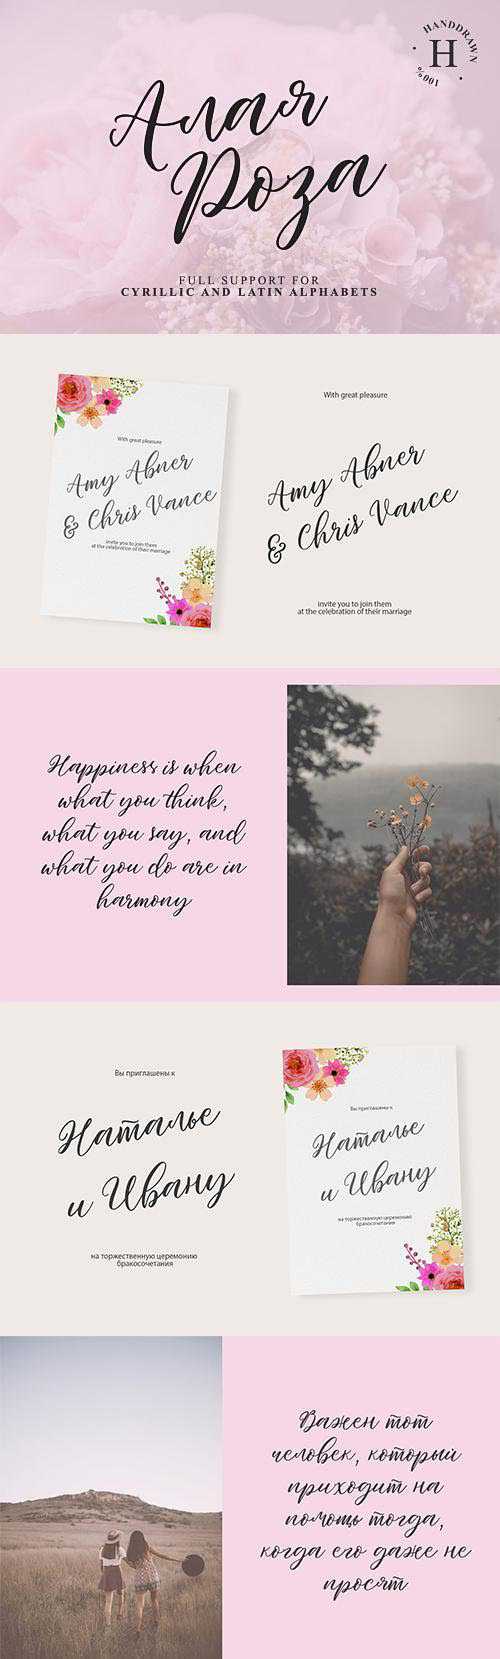 HANDDRAWN
H
100%
Алая
Роза
FULL SUPPORT FOR
CYRILLIC AND LATIN ALPHABETS
With great pleasure
Amy Abner
& Chris Vance
invite you to join them
at the celebration of their marriage
With great pleasure
Amy Abner
& Chris Vance
invite you to join them
at the celebration of their marriage
Happiness is when
what you think,
what you say, and
what you do are in
harmony
Вы приглашены к
Наталье
и Ивану
на торжественную церемонию
бракосочетания
Вы приглашены к
Наталье
и Ивану
на торжественную церемонию
бракосочетания
Важен тот
человек, который
приходит на
помощь тогда,
когда его даже не
просят